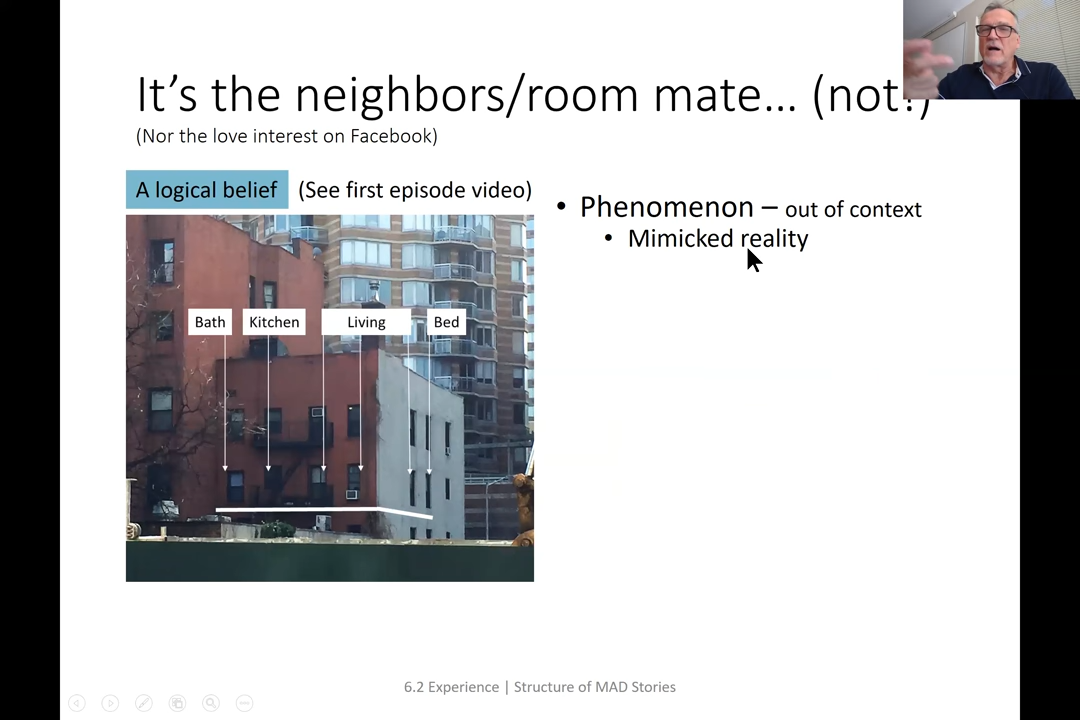 It's the neighbors/room mate... (not?)
(Nor the love interest on Facebook)
A logical belief (See first episode video)
• Phenomenon – out of context
• Mimicked reality
Bath Kitchen Living Bed
6.2 Experience | Structure of MAD Stories